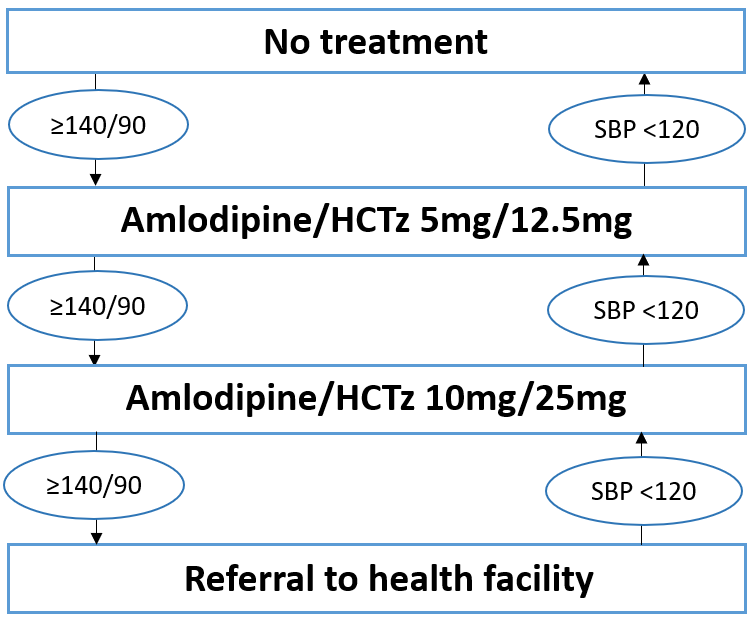 No treatment
≥140/90
SBP <120
Amlodipine/HCTz 5mg/12.5mg
≥140/90
SBP <120
Amlodipine/HCTz 10mg/25mg
≥140/90
SBP <120
Referral to health facility